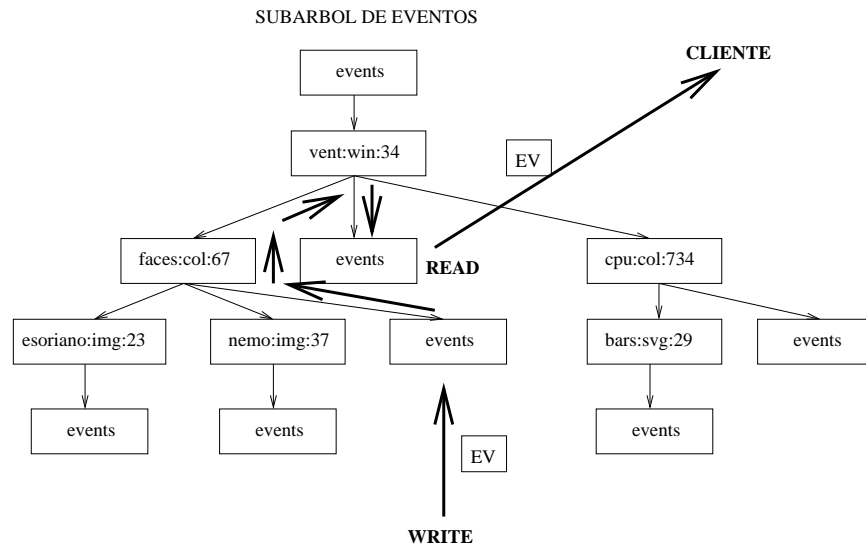 SUBARBOL DE EVENTOS
CLIENTE
events
vent:win:34
EV
faces:col:67
events
READ
cpu:col:734
esoriano:img:23
nemo:img:37
events
bars:svg:29
events
events
events
events
EV
WRITE